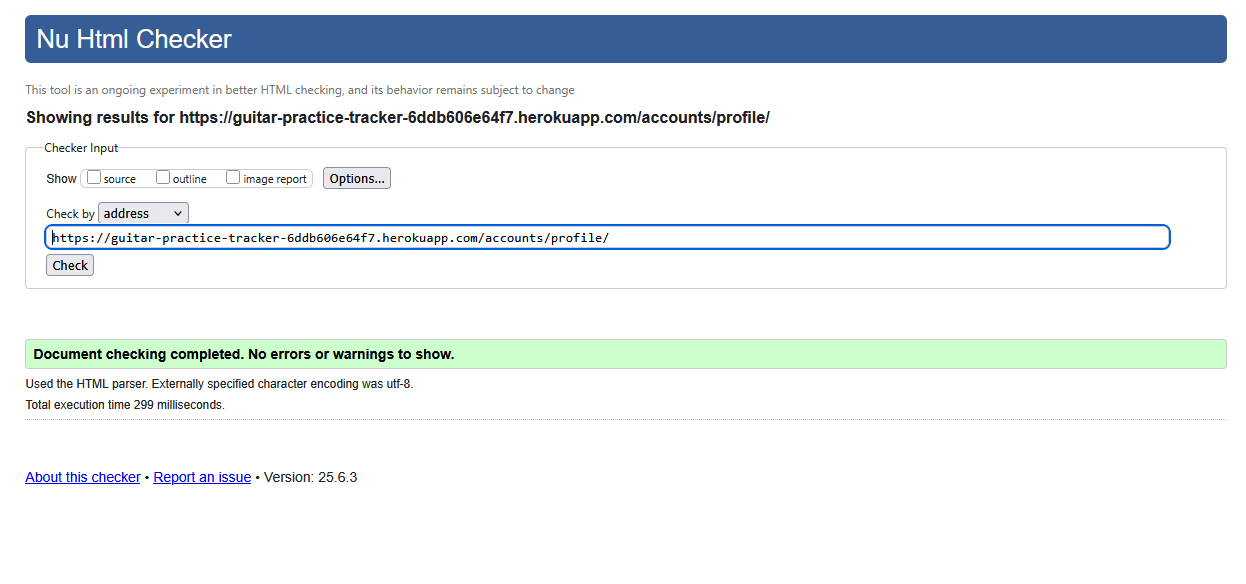 Nu Html Checker
This tool is an ongoing experiment in better HTML checking, and its behavior remains subject to change
Showing results for https://guitar-practice-tracker-6ddb606e64f7.herokuapp.com/accounts/profile/
Checker Input
Show source outline image report Options...
Check by address
https://guitar-practice-tracker-6ddb606e64f7.herokuapp.com/accounts/profile/
Check
Document checking completed. No errors or warnings to show.
Used the HTML parser. Externally specified character encoding was utf-8.
Total execution time 299 milliseconds.
About this checker • Report an issue • Version: 25.6.3